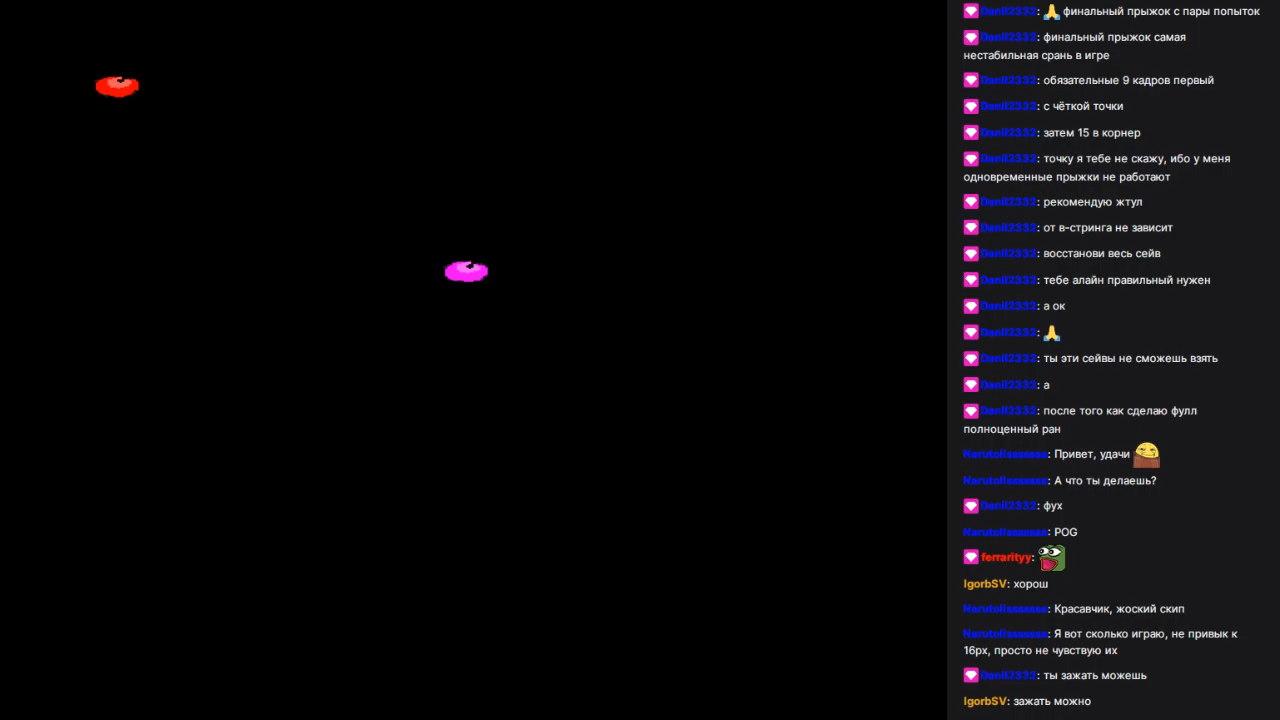 Danil2332: 🙏 финальный прыжок с пары попыток
Danil2332: финальный прыжок самая
нестабильная срань в игре
Danil2332: обязательные 9 кадров первый
Danil2332: с чёткой точки
Danil2332: затем 15 в корнер
Danil2332: точку я тебе не скажу, ибо у меня
одновременные прыжки не работают
Danil2332: рекомендую жтул
Danil2332: от в-стринга не зависит
Danil2332: восстанови весь сейв
Danil2332: тебе алайн правильный нужен
Danil2332: а ок
Danil2332: 🙏
Danil2332: ты эти сейвы не сможешь взять
Danil2332: а
Danil2332: после того как сделаю фулл
полноценный ран
: Привет, удачи
: А что ты делаешь?
Danil2332: фух
: POG
ferrarityy:
IgorbSV: хорош
: Красавчик, жоский скип
: Я вот сколько играю, не привык к
16px, просто не чувствую их
Danil2332: ты зажать можешь
IgorbSV: зажать можно